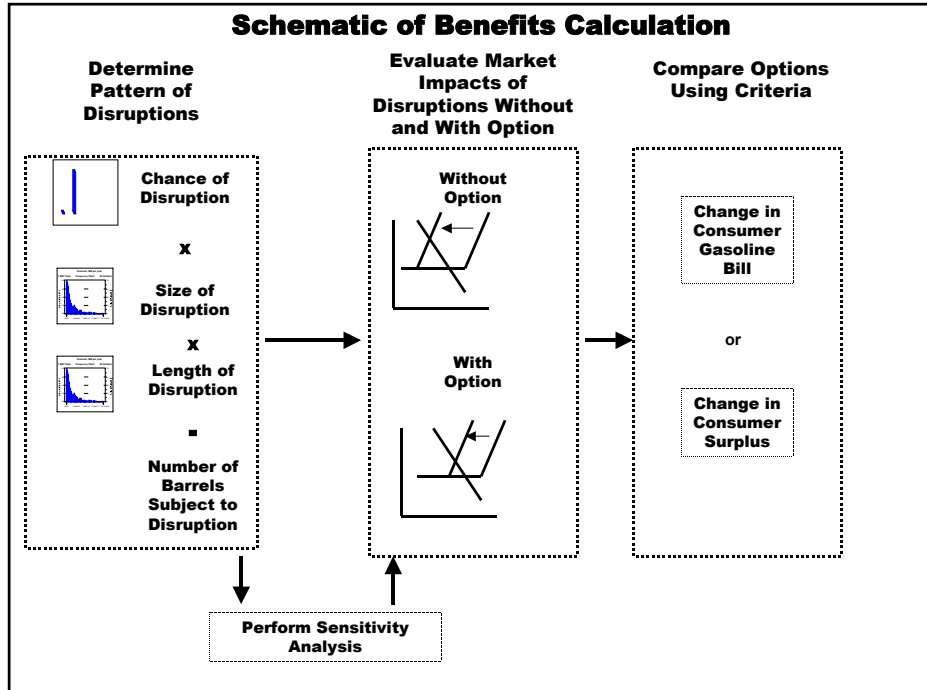 Schematic of Benefits Calculation
Determine
Pattern of
Disruptions
Chance of
Disruption
x
Size of
Disruption
x
Length of
Disruption
=
Number of
Barrels
Subject to
Disruption
Evaluate Market
Impacts of
Disruptions Without
and With Option
Without
Option
With
Option
Compare Options
Using Criteria
Change in
Consumer
Gasoline
Bill
or
Change in
Consumer
Surplus
Perform Sensitivity
Analysis